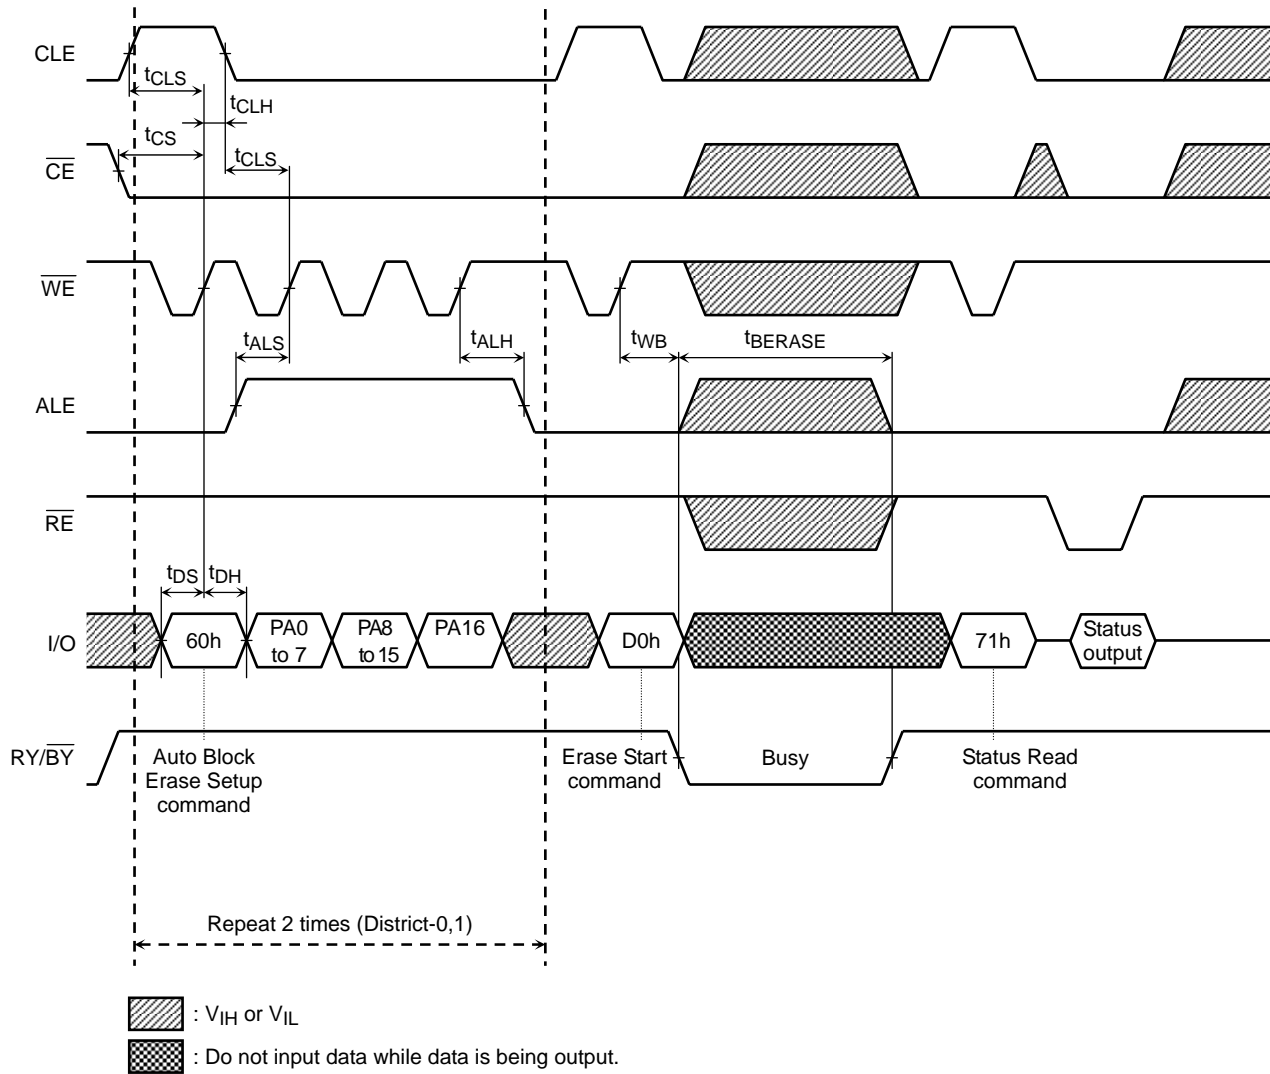 CLE
tCLS
tCLH
tCS
tCLS
CE
WE
tALS
tALH
tWB
tBERASE
ALE
RE
tDS
tDH
I/O
60h
PA0
to 7
PA8
to 15
PA16
D0h
71h
Status
output
RY/BY
Auto Block
Erase Setup
command
Erase Start
command
Busy
Status Read
command
Repeat 2 times (District-0,1)
: VIH or VIL
: Do not input data while data is being output.